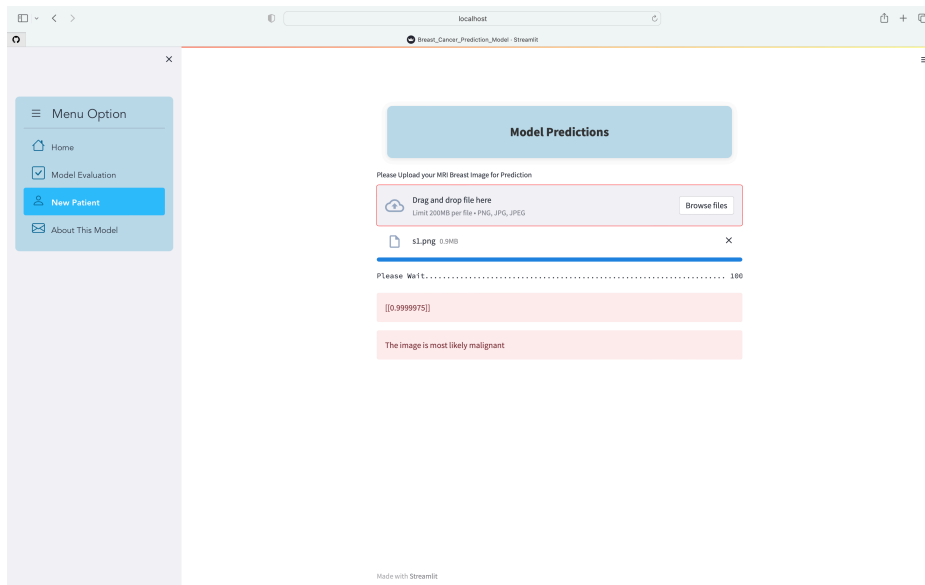 localhost
Breast_Cancer_Prediction_Model · Streamlit
Menu Option
Home
Model Evaluation
New Patient
About This Model
Model Predictions
Please Upload your MRI Breast Image for Prediction
Drag and drop file here
Limit 200MB per file • PNG, JPG, JPEG
Browse files
s1.png 0.9MB
Please Wait..................................................................... 100
[[0.9999975]]
The image is most likely malignant
Made with Streamlit